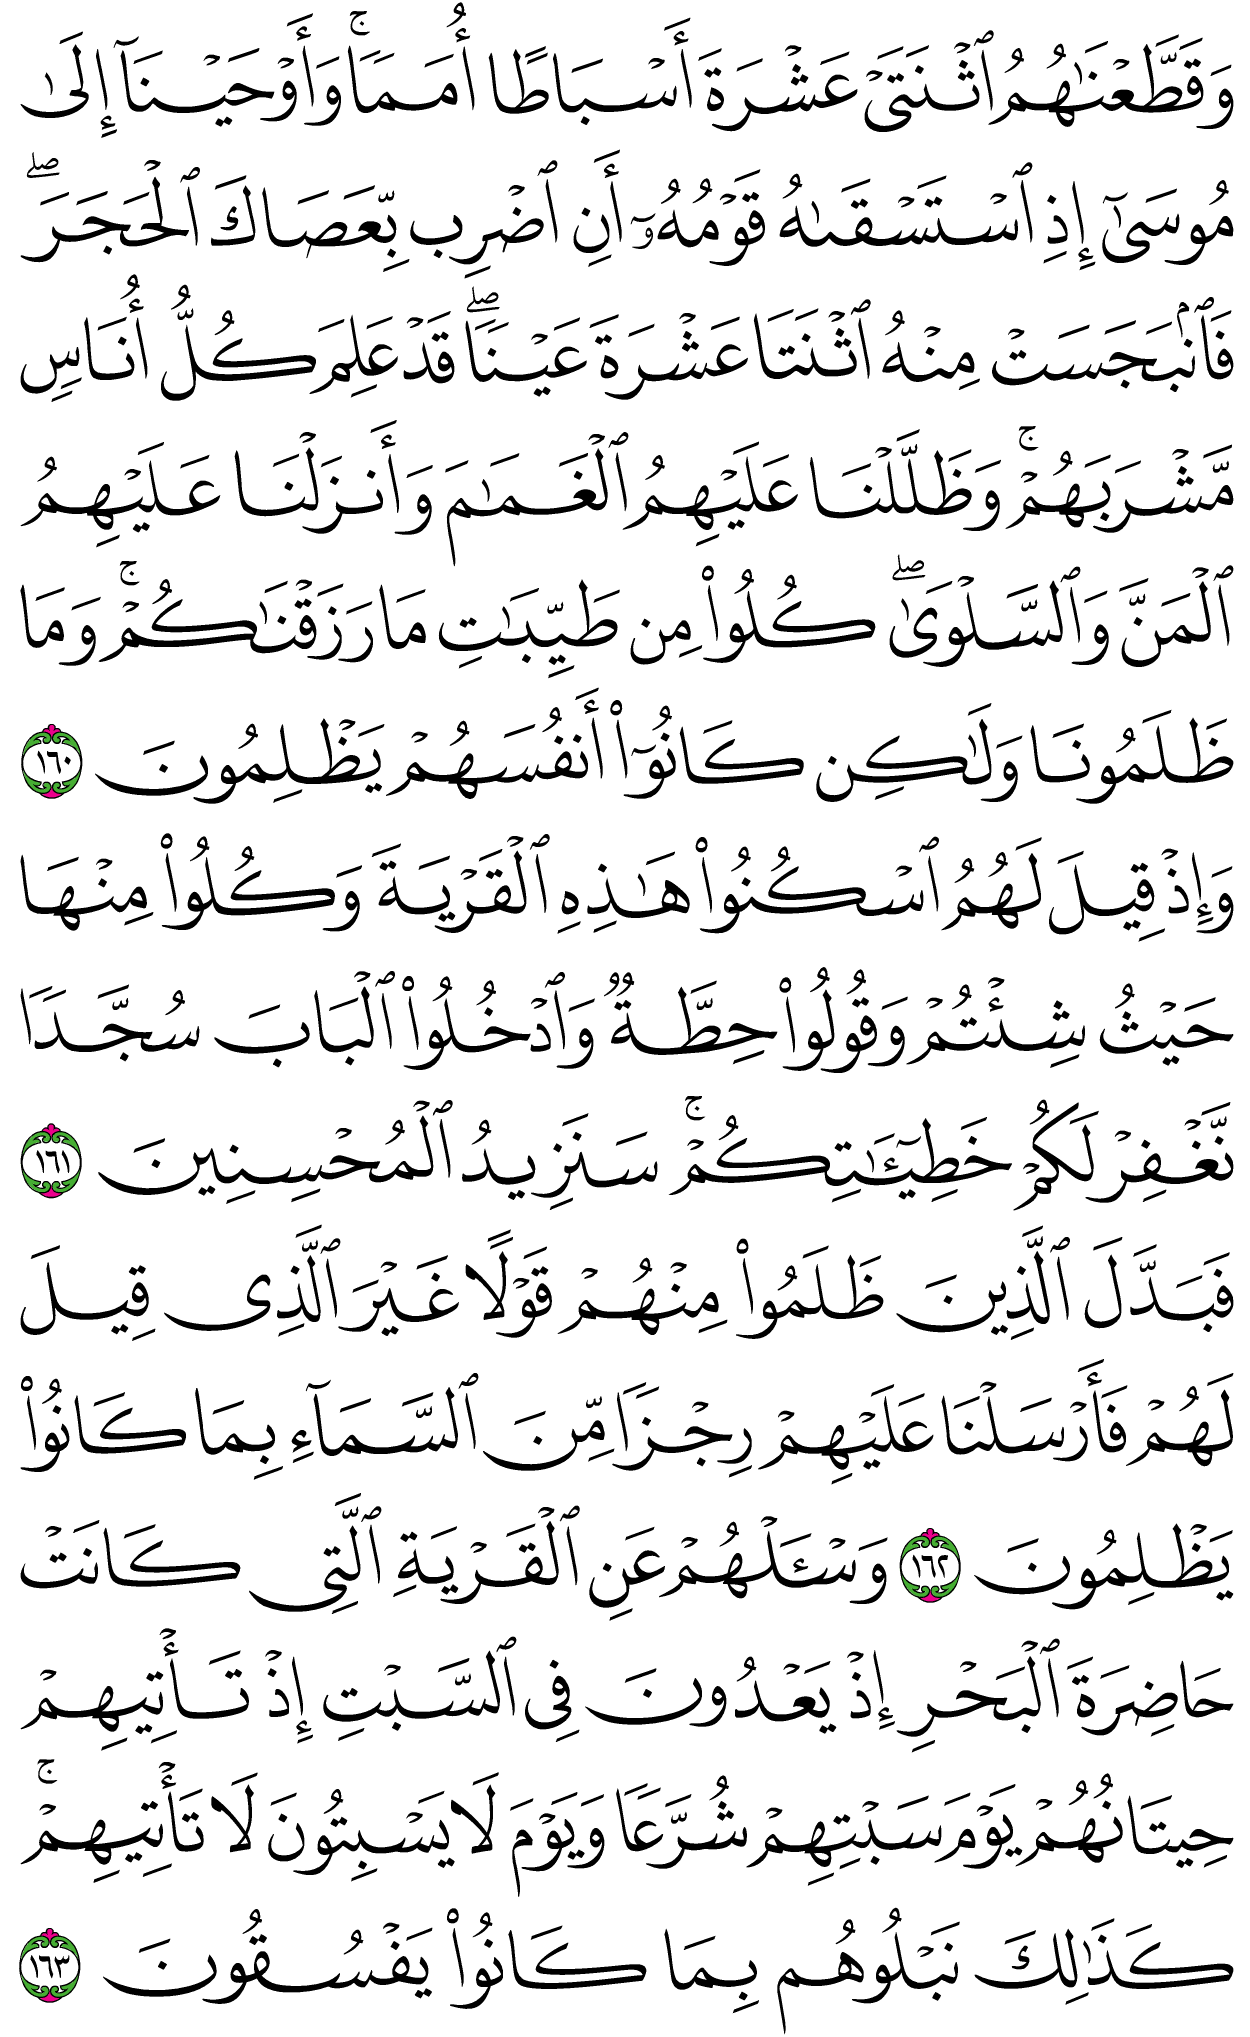 وَقَطَّعْنَٰهُمُ ٱثْنَتَىْ عَشْرَةَ أَسْبَاطًا أُمَمًا ۚ وَأَوْحَيْنَآ إِلَىٰ
مُوسَىٰٓ إِذِ ٱسْتَسْقَىٰهُ قَوْمُهُۥٓ أَنِ ٱضْرِب بِّعَصَاكَ ٱلْحَجَرَ ۖ
فَٱنۢبَجَسَتْ مِنْهُ ٱثْنَتَا عَشْرَةَ عَيْنًا ۖ قَدْ عَلِمَ كُلُّ أُنَاسٍ
مَّشْرَبَهُمْ ۚ وَظَلَّلْنَا عَلَيْهِمُ ٱلْغَمَٰمَ وَأَنزَلْنَا عَلَيْهِمُ
ٱلْمَنَّ وَٱلسَّلْوَىٰ ۖ كُلُوا۟ مِن طَيِّبَٰتِ مَا رَزَقْنَٰكُمْ ۚ وَمَا
ظَلَمُونَا وَلَٰكِن كَانُوٓا۟ أَنفُسَهُمْ يَظْلِمُونَ ١٦٠
وَإِذْ قِيلَ لَهُمُ ٱسْكُنُوا۟ هَٰذِهِ ٱلْقَرْيَةَ وَكُلُوا۟ مِنْهَا
حَيْثُ شِئْتُمْ وَقُولُوا۟ حِطَّةٌ وَٱدْخُلُوا۟ ٱلْبَابَ سُجَّدًا
نَّغْفِرْ لَكُمْ خَطِيٓـَٰٔتِكُمْ ۚ سَنَزِيدُ ٱلْمُحْسِنِينَ ١٦١
فَبَدَّلَ ٱلَّذِينَ ظَلَمُوا۟ مِنْهُمْ قَوْلًا غَيْرَ ٱلَّذِى قِيلَ
لَهُمْ فَأَرْسَلْنَا عَلَيْهِمْ رِجْزًا مِّنَ ٱلسَّمَآءِ بِمَا كَانُوا۟
يَظْلِمُونَ ١٦٢ وَسْـَٔلْهُمْ عَنِ ٱلْقَرْيَةِ ٱلَّتِى كَانَتْ
حَاضِرَةَ ٱلْبَحْرِ إِذْ يَعْدُونَ فِى ٱلسَّبْتِ إِذْ تَأْتِيهِمْ
حِيتَانُهُمْ يَوْمَ سَبْتِهِمْ شُرَّعًا وَيَوْمَ لَا يَسْبِتُونَ لَا تَأْتِيهِمْ ۚ
كَذَٰلِكَ نَبْلُوهُم بِمَا كَانُوا۟ يَفْسُقُونَ ١٦٣